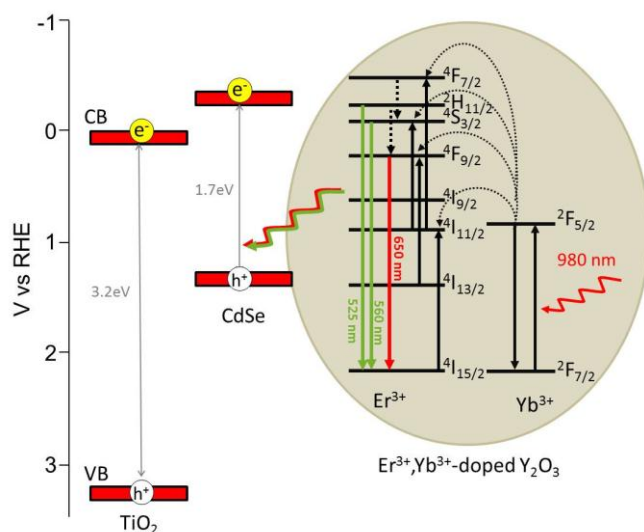 -1
0
1
2
3
V vs RHE
CB
e-
3.2eV
VB
h+
TiO2
e-
1.7eV
h+
CdSe
4F7/2
2H11/2
4S3/2
4F9/2
4I9/2
4I11/2
4I13/2
4I15/2
525 nm
560 nm
650 nm
Er3+
2F5/2
980 nm
2F7/2
Yb3+
Er3+,Yb3+-doped Y2O3